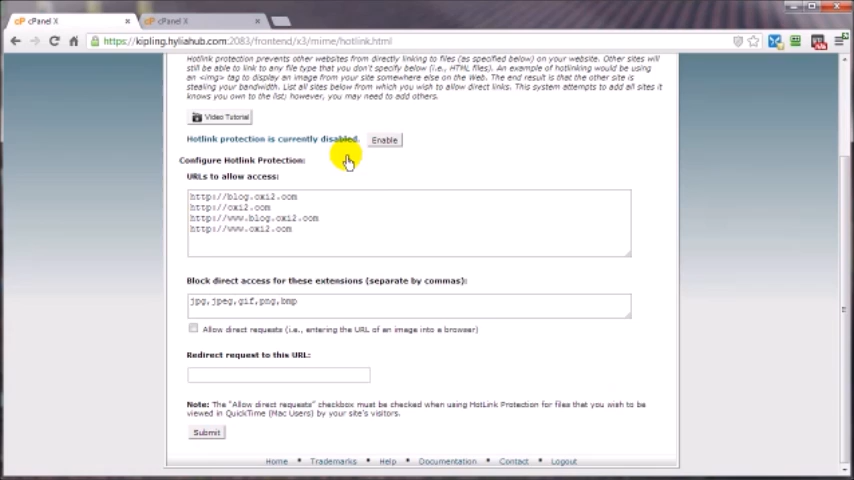 cPanel X
cPanel X
https://kipling.hyliahub.com:2083/frontend/x3/mime/hotlink.html
Hotlink protection prevents other websites from directly linking to files (as specified below) on your website. Other sites will
still be able to link to any file type that you don't specify below (i.e., HTML files). An example of hotlinking would be using
an <img> tag to display an image from your site somewhere else on the Web. The end result is that the other site is
stealing your bandwidth. List all sites below from which you wish to allow direct links. This system attempts to add all sites it
knows you own to the list; however, you may need to add others.
Video Tutorial
Hotlink protection is currently disabled. Enable
Configure Hotlink Protection:
URLs to allow access:
http://blog.oxi2.com
http://oxi2.com
http://www.blog.oxi2.com
http://www.oxi2.com
Block direct access for these extensions (separate by commas):
jpg,jpeg,gif,png,bmp
Allow direct requests (i.e., entering the URL of an image into a browser)
Redirect request to this URL:
Note: The "Allow direct requests" checkbox must be checked when using HotLink Protection for files that you wish to be
viewed in QuickTime (Mac Users) by your site's visitors.
Submit
Home • Trademarks • Help • Documentation • Contact • Logout